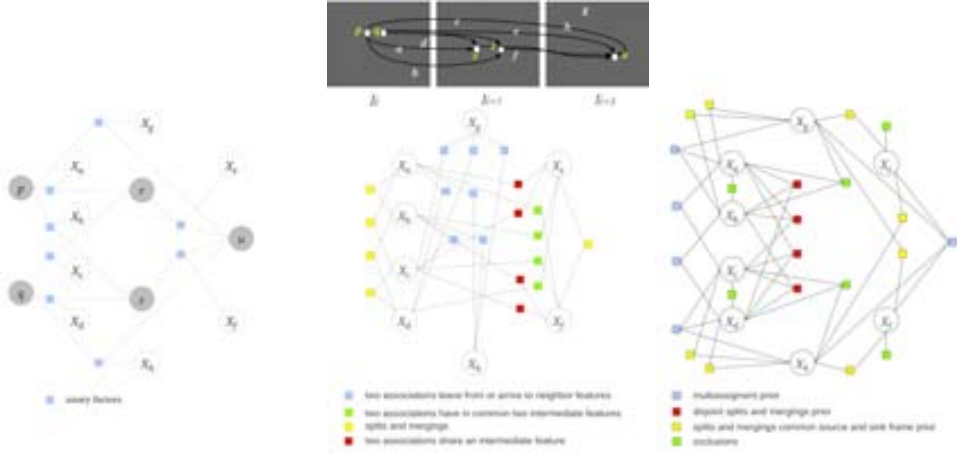 g
p q
r
u
a
b
f
h
I_t
I_{t+1}
I_{t+2}
X_g
X_a
X_b
X_c
X_d
X_h
X_e
X_f
p
q
r
s
u
unary factors
X_g
X_a
X_b
X_c
X_d
X_h
X_e
X_f
two associations leave from or arrive to neighbor features
two associations have in common two intermediate features
splits and mergings
two associations share an intermediate feature
X_g
X_a
X_b
X_c
X_d
X_h
X_e
X_f
multiassigment prior
disjoint splits and mergings prior
splits and mergings common source and sink frame prior
occlusions